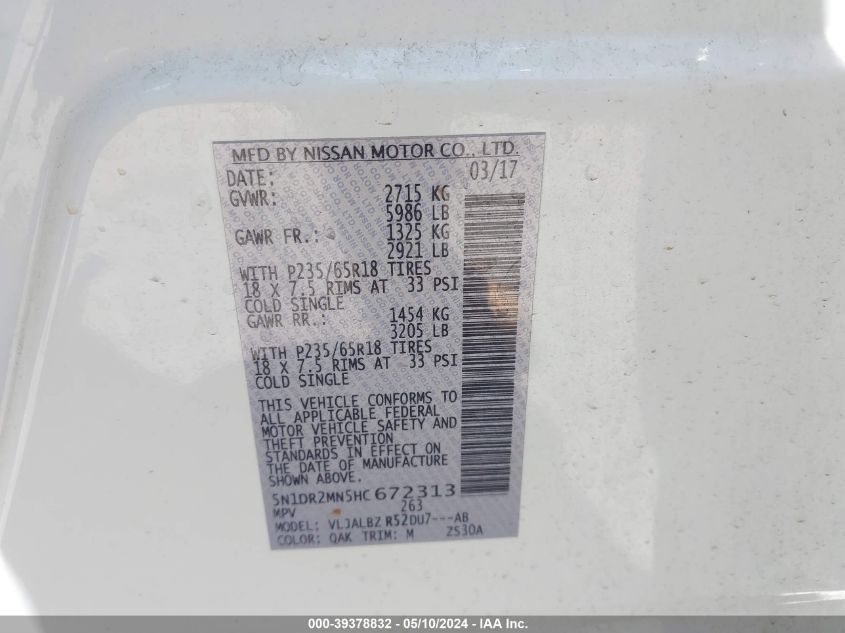 MFD BY NISSAN MOTOR CO., LTD.
DATE: 03/17
GVWR: 2715 KG
5986 LB
GAWR FR.: 1325 KG
2921 LB
WITH P235/65R18 TIRES
18 X 7.5 RIMS AT 33 PSI
COLD SINGLE
GAWR RR.: 1454 KG
3205 LB
WITH P235/65R18 TIRES
18 X 7.5 RIMS AT 33 PSI
COLD SINGLE
THIS VEHICLE CONFORMS TO
ALL APPLICABLE FEDERAL
MOTOR VEHICLE SAFETY AND
THEFT PREVENTION
STANDARDS IN EFFECT ON
THE DATE OF MANUFACTURE
SHOWN ABOVE.
5N1DR2MN5HC672313
MPV 263
MODEL: VLJALBZ R52DU7---AB
COLOR: QAK TRIM: M ZS30A
000-39378832 - 05/10/2024 - IAA Inc.